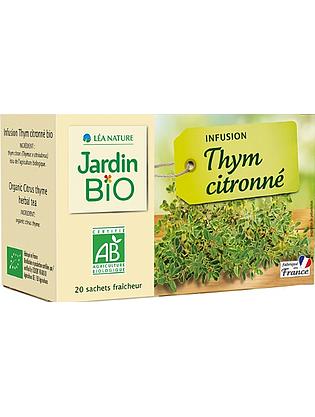 Infusion Thym citronné bio
INGRÉDIENT :
thym citron (Thymus x citriodorus)
issu de l'agriculture biologique.
Organic Citrus thyme
herbal tea
INGREDIENT:
organic citrus thyme.
LÉA NATURE
Jardin
BiO
CERTIFIÉ
AB
AGRICULTURE
BIOLOGIQUE
20 sachets fraîcheur
INFUSION
Thym
citronné
Fabriqué
en
France